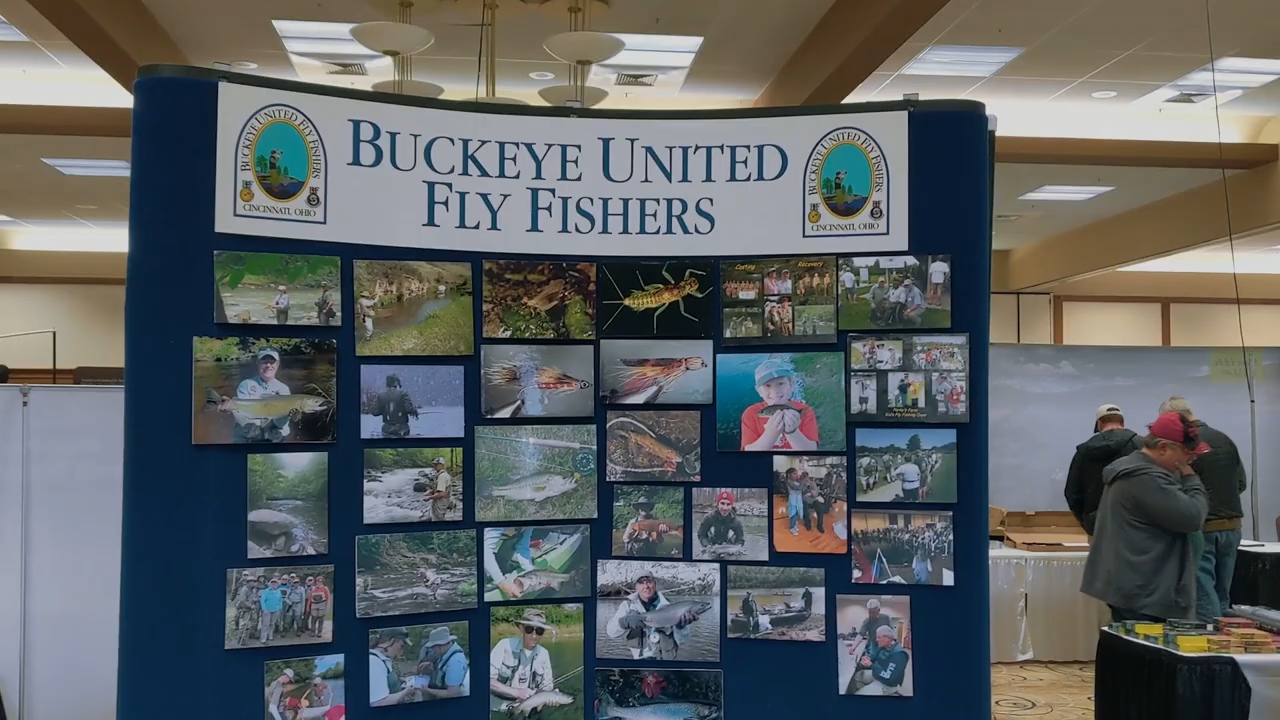 BUCKEYE UNITED
FLY FISHERS
BUCKEYE UNITED FLY FISHERS
CINCINNATI, OHIO
BUCKEYE UNITED FLY FISHERS
CINCINNATI, OHIO
Casting Recovery